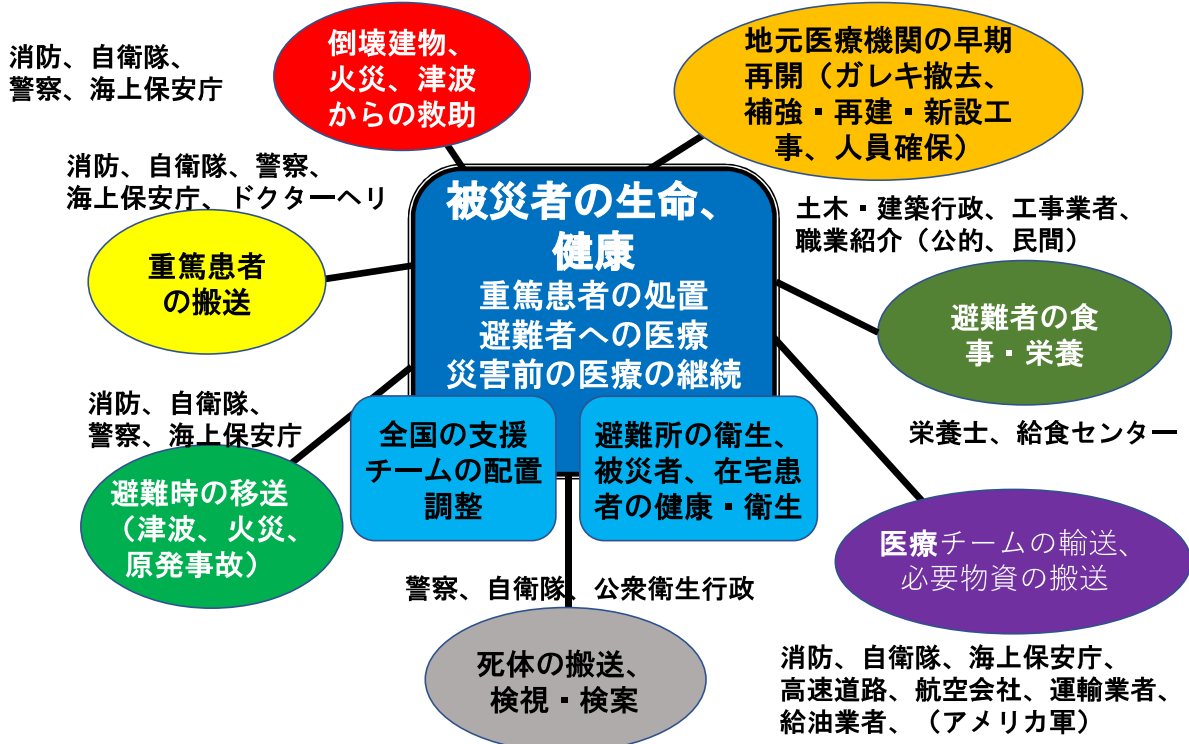 消防、自衛隊、
警察、海上保安庁
倒壊建物、
火災、津波
からの救助
地元医療機関の早期
再開（ガレキ撤去、
補強・再建・新設工
事、人員確保）
消防、自衛隊、警察、
海上保安庁、ドクターヘリ
重篤患者
の搬送
被災者の生命、
健康
重篤患者の処置
避難者への医療
災害前の医療の継続
土木・建築行政、工事業者、
職業紹介（公的、民間）
避難者の食
事・栄養
消防、自衛隊、
警察、海上保安庁
避難時の移送
（津波、火災、
原発事故）
全国の支援
チームの配置
調整
避難所の衛生、
被災者、在宅患
者の健康・衛生
栄養士、給食センター
医療チームの輸送、
必要物資の搬送
警察、自衛隊、公衆衛生行政
死体の搬送、
検視・検案
消防、自衛隊、海上保安庁、
高速道路、航空会社、運輸業者、
給油業者、（アメリカ軍）